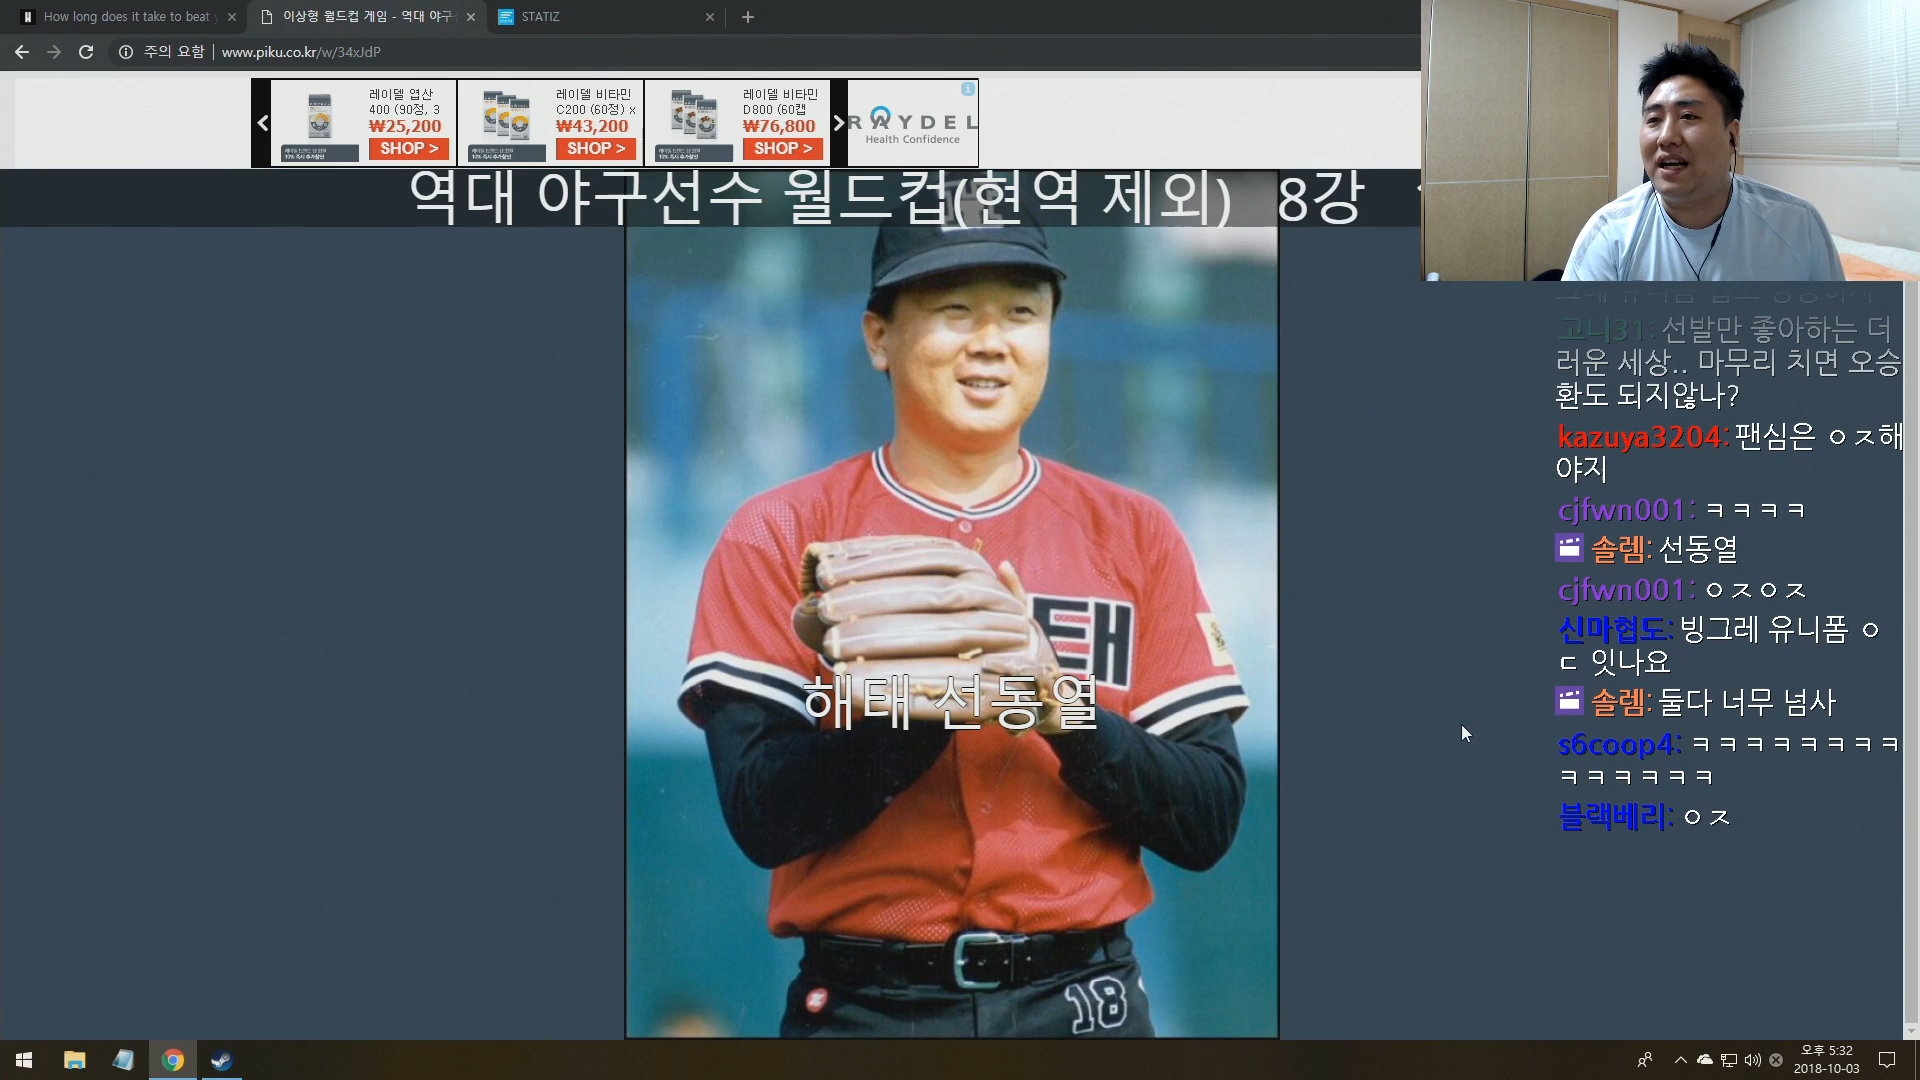 How long does it take to beat
이상형 월드컵 게임 - 역대 야구
STATIZ
주의 요함
www.piku.co.kr/w/34xJdP
레이델 엽산
400 (90정, 3
₩25,200
SHOP >
레이델 비타민
C200 (60정) x
₩43,200
SHOP >
레이델 비타민
D800 (60캡
₩76,800
SHOP >
RAYDEL
Health Confidence
역대 야구선수 월드컵(현역 제외) 8강
고니31: 선발만 좋아하는 더
러운 세상.. 마무리 치면 오승
환도 되지않나?
kazuya3204: 팬심은 ㅇㅈ해
야지
cjfwn001: ㅋㅋㅋㅋ
솔렘: 선동열
cjfwn001: ㅇㅈㅇㅈ
신마협도: 빙그레 유니폼 ㅇ
ㄷ 잇나요
솔렘: 둘다 너무 넘사
s6coop4: ㅋㅋㅋㅋㅋㅋㅋㅋ
ㅋㅋㅋㅋㅋㅋ
블랙베리: ㅇㅈ
태
해태 선동열
18
오후 5:32
2018-10-03